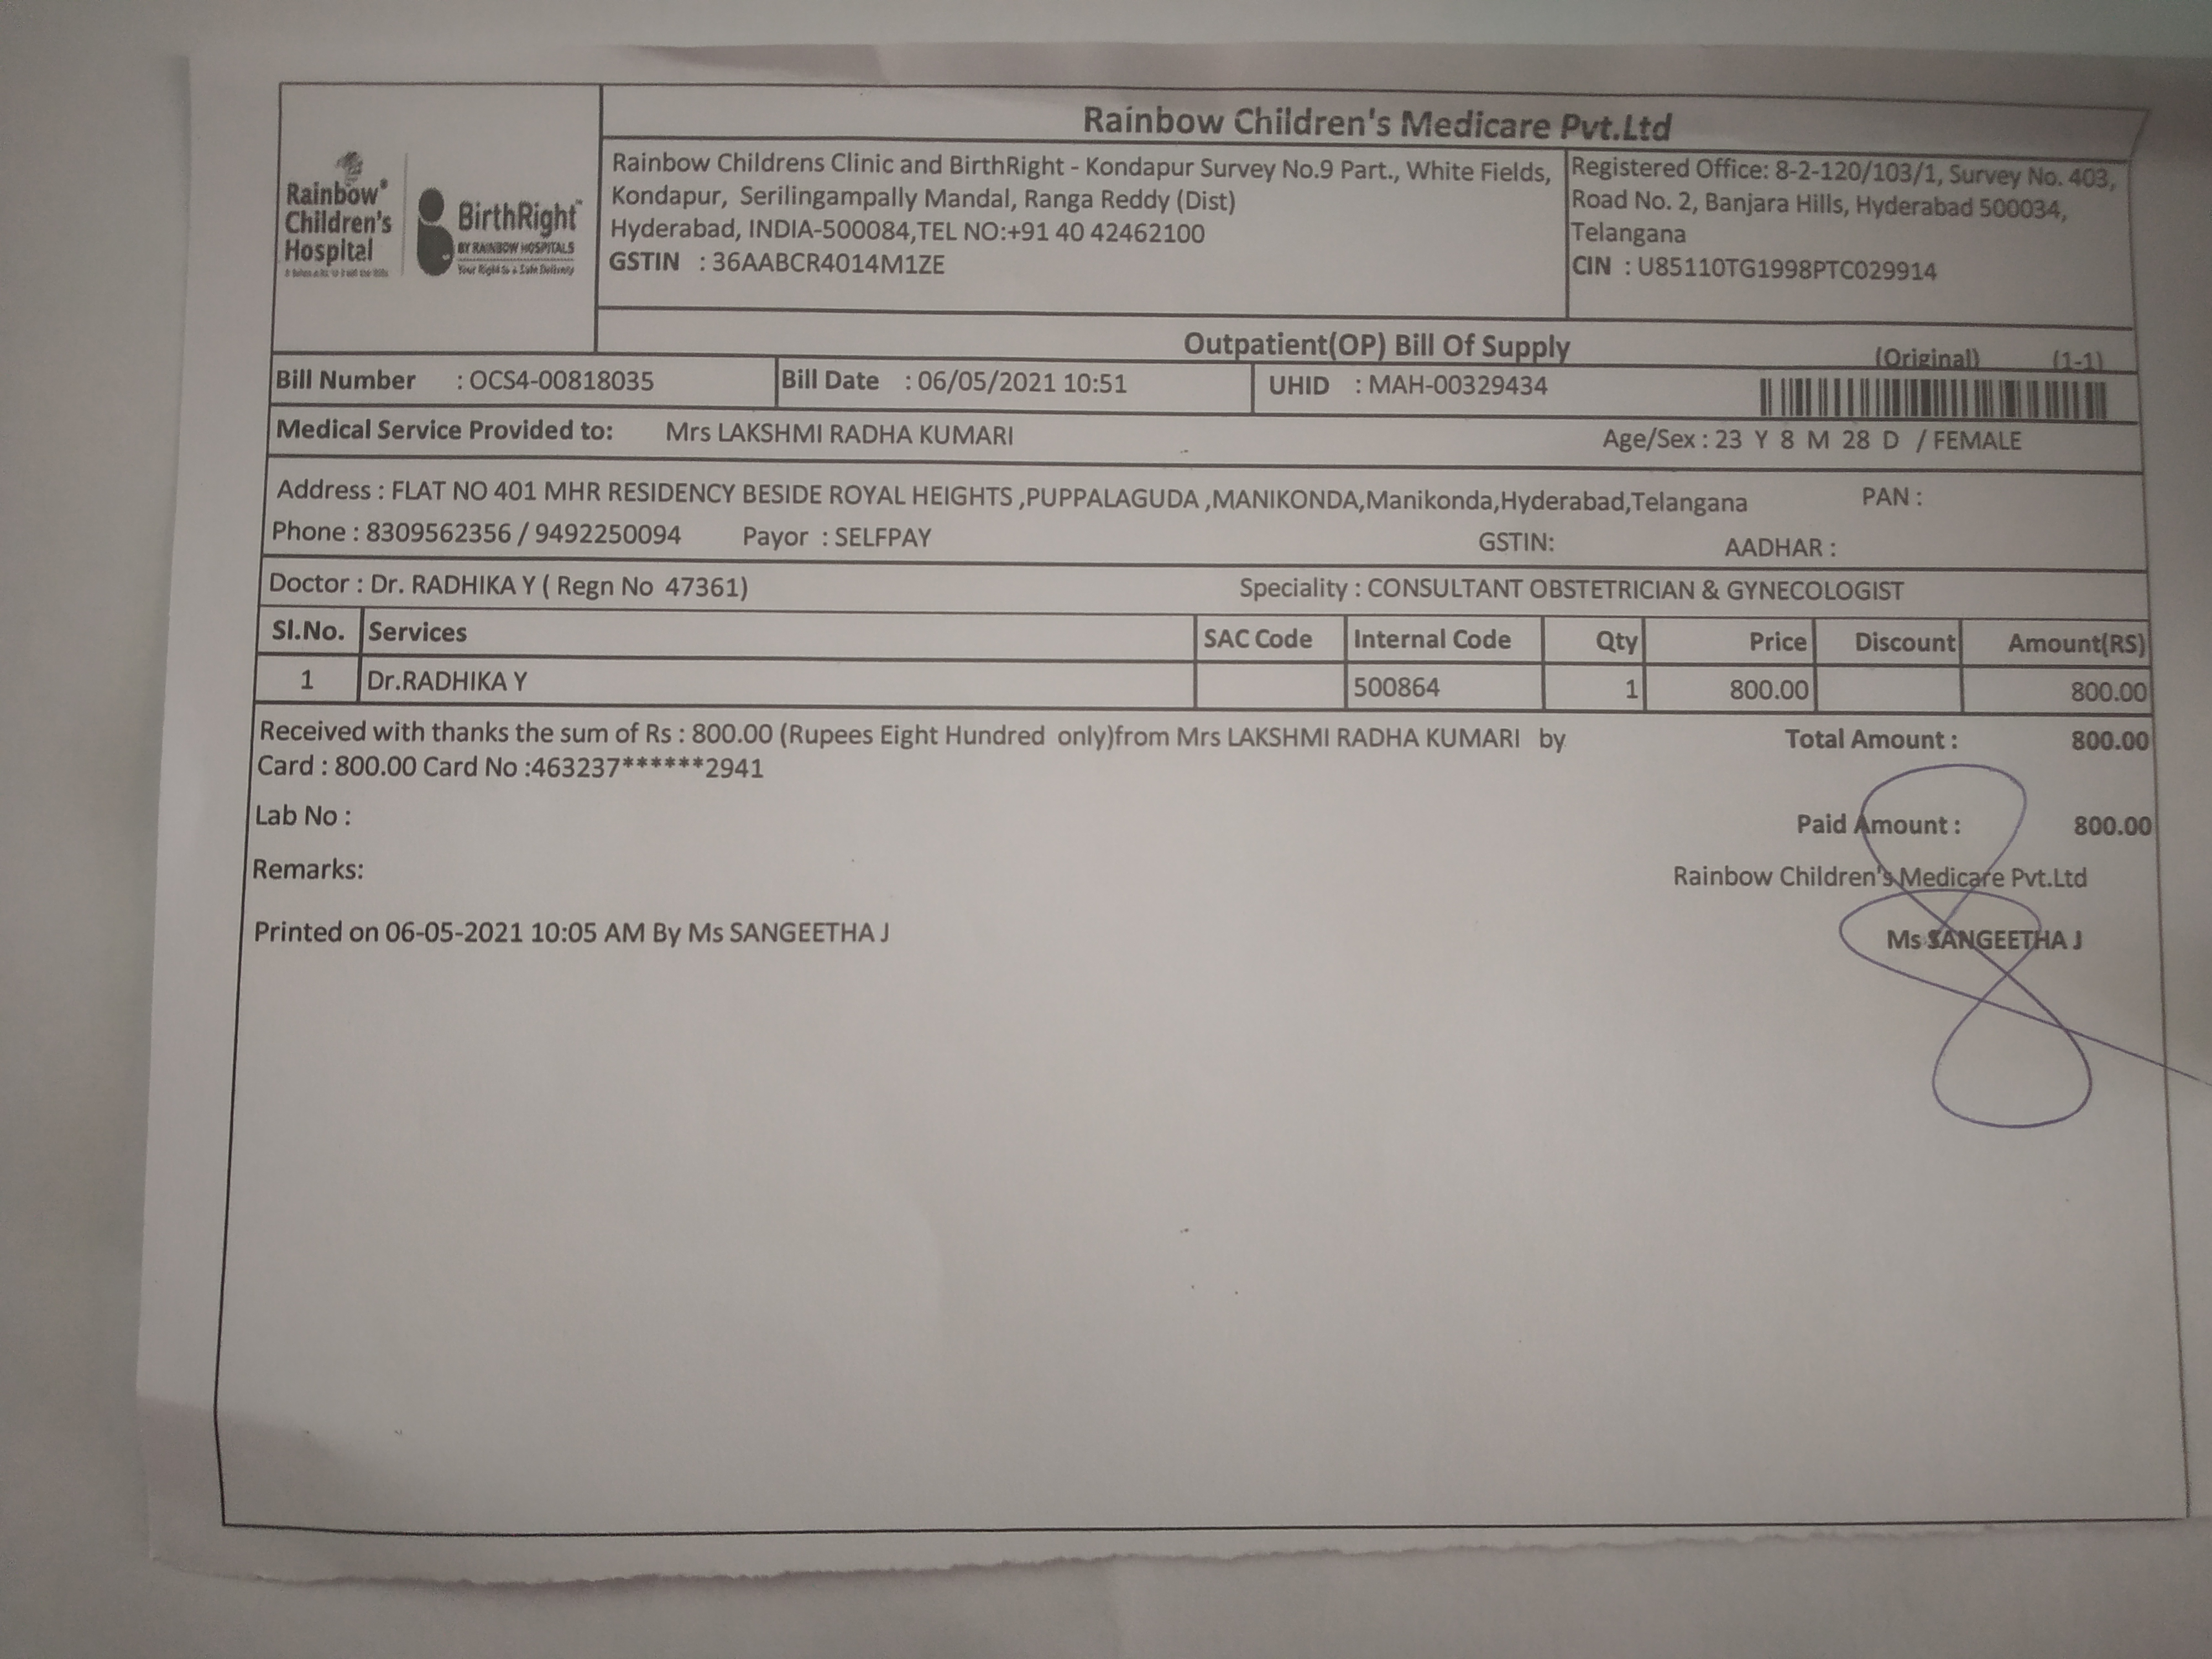 Rainbow Children's Medicare Pvt.Ltd
Rainbow®
Children's
Hospital
BirthRight™
BY RAINBOW HOSPITALS
Your Right to a Safe Delivery
Rainbow Childrens Clinic and BirthRight - Kondapur Survey No.9 Part., White Fields,
Kondapur, Serilingampally Mandal, Ranga Reddy (Dist)
Hyderabad, INDIA-500084,TEL NO:+91 40 42462100
GSTIN : 36AABCR4014M1ZE
Registered Office: 8-2-120/103/1, Survey No. 403,
Road No. 2, Banjara Hills, Hyderabad 500034,
Telangana
CIN : U85110TG1998PTC029914
Outpatient(OP) Bill Of Supply (Original) (1-1)
Bill Number : OCS4-00818035 Bill Date : 06/05/2021 10:51 UHID : MAH-00329434
Medical Service Provided to: Mrs LAKSHMI RADHA KUMARI Age/Sex : 23 Y 8 M 28 D / FEMALE
Address : FLAT NO 401 MHR RESIDENCY BESIDE ROYAL HEIGHTS ,PUPPALAGUDA ,MANIKONDA,Manikonda,Hyderabad,Telangana PAN :
Phone : 8309562356 / 9492250094 Payor : SELFPAY GSTIN: AADHAR :
Doctor : Dr. RADHIKA Y ( Regn No 47361) Speciality : CONSULTANT OBSTETRICIAN & GYNECOLOGIST
Sl.No. Services SAC Code Internal Code Qty Price Discount Amount(RS)
1 Dr.RADHIKA Y 500864 1 800.00 800.00
Received with thanks the sum of Rs : 800.00 (Rupees Eight Hundred only)from Mrs LAKSHMI RADHA KUMARI by Total Amount : 800.00
Card : 800.00 Card No :463237******2941
Lab No : Paid Amount : 800.00
Remarks: Rainbow Children's Medicare Pvt.Ltd
Printed on 06-05-2021 10:05 AM By Ms SANGEETHA J Ms SANGEETHA J